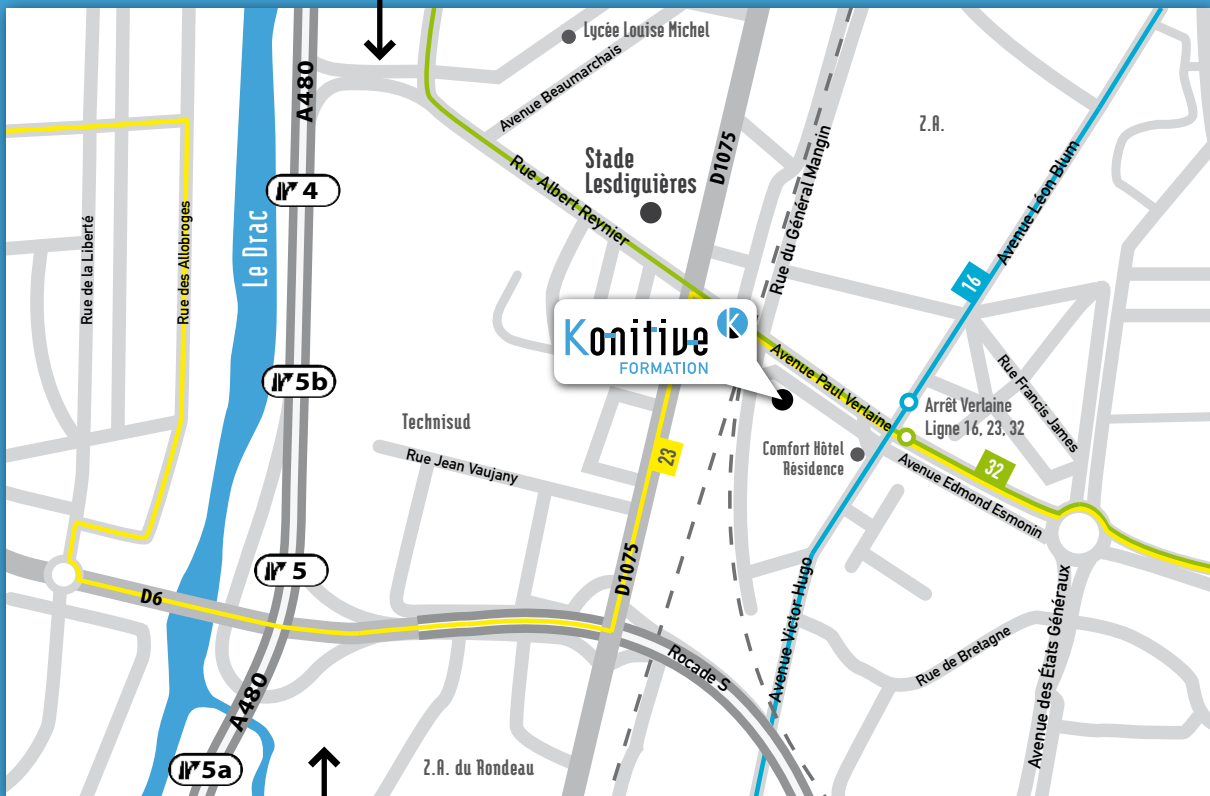 Lycée Louise Michel
Avenue Beaumarchais
A480
Z.A.
D1075
Rue du Général Mangin
Avenue Léon Blum
Stade
Lesdiguières
Rue Albert Reynier
4
Le Drac
Rue de la Liberté
Rue des Allobroges
16
Konitive
K
FORMATION
Avenue Paul Verlaine
Rue Francis James
5b
Arrêt Verlaine
Ligne 16, 23, 32
Technisud
Rue Jean Vaujany
23
Comfort Hôtel
Résidence
32
Avenue Edmond Esmonin
5
D6
D1075
Avenue Victor Hugo
Avenue des États Généraux
Rue de Bretagne
Rocade S
A480
5a
Z.A. du Rondeau